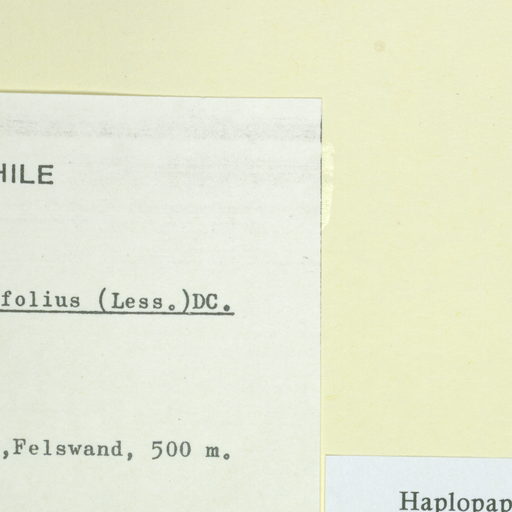 HILE
folius (Less.)DC.
,Felswand, 500 m.
Haplopap